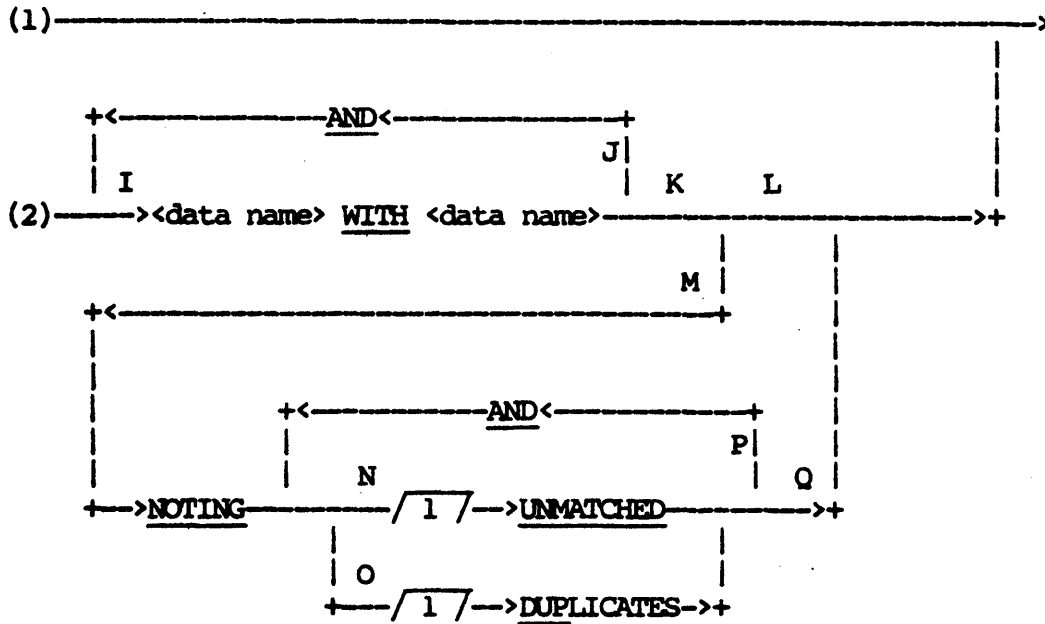 (1)-------------------------------------------------------->
+<-------------AND<-------------+
J
I K L
(2)----><data name> WITH <data name>---------------------->+
M
+<------------------------------------+
+<-----------AND<-----------+
P
N Q
+-->NOTING--------/ 1 /-->UNMATCHED-------->+
O
+--/ 1 /-->DUPLICATES->+